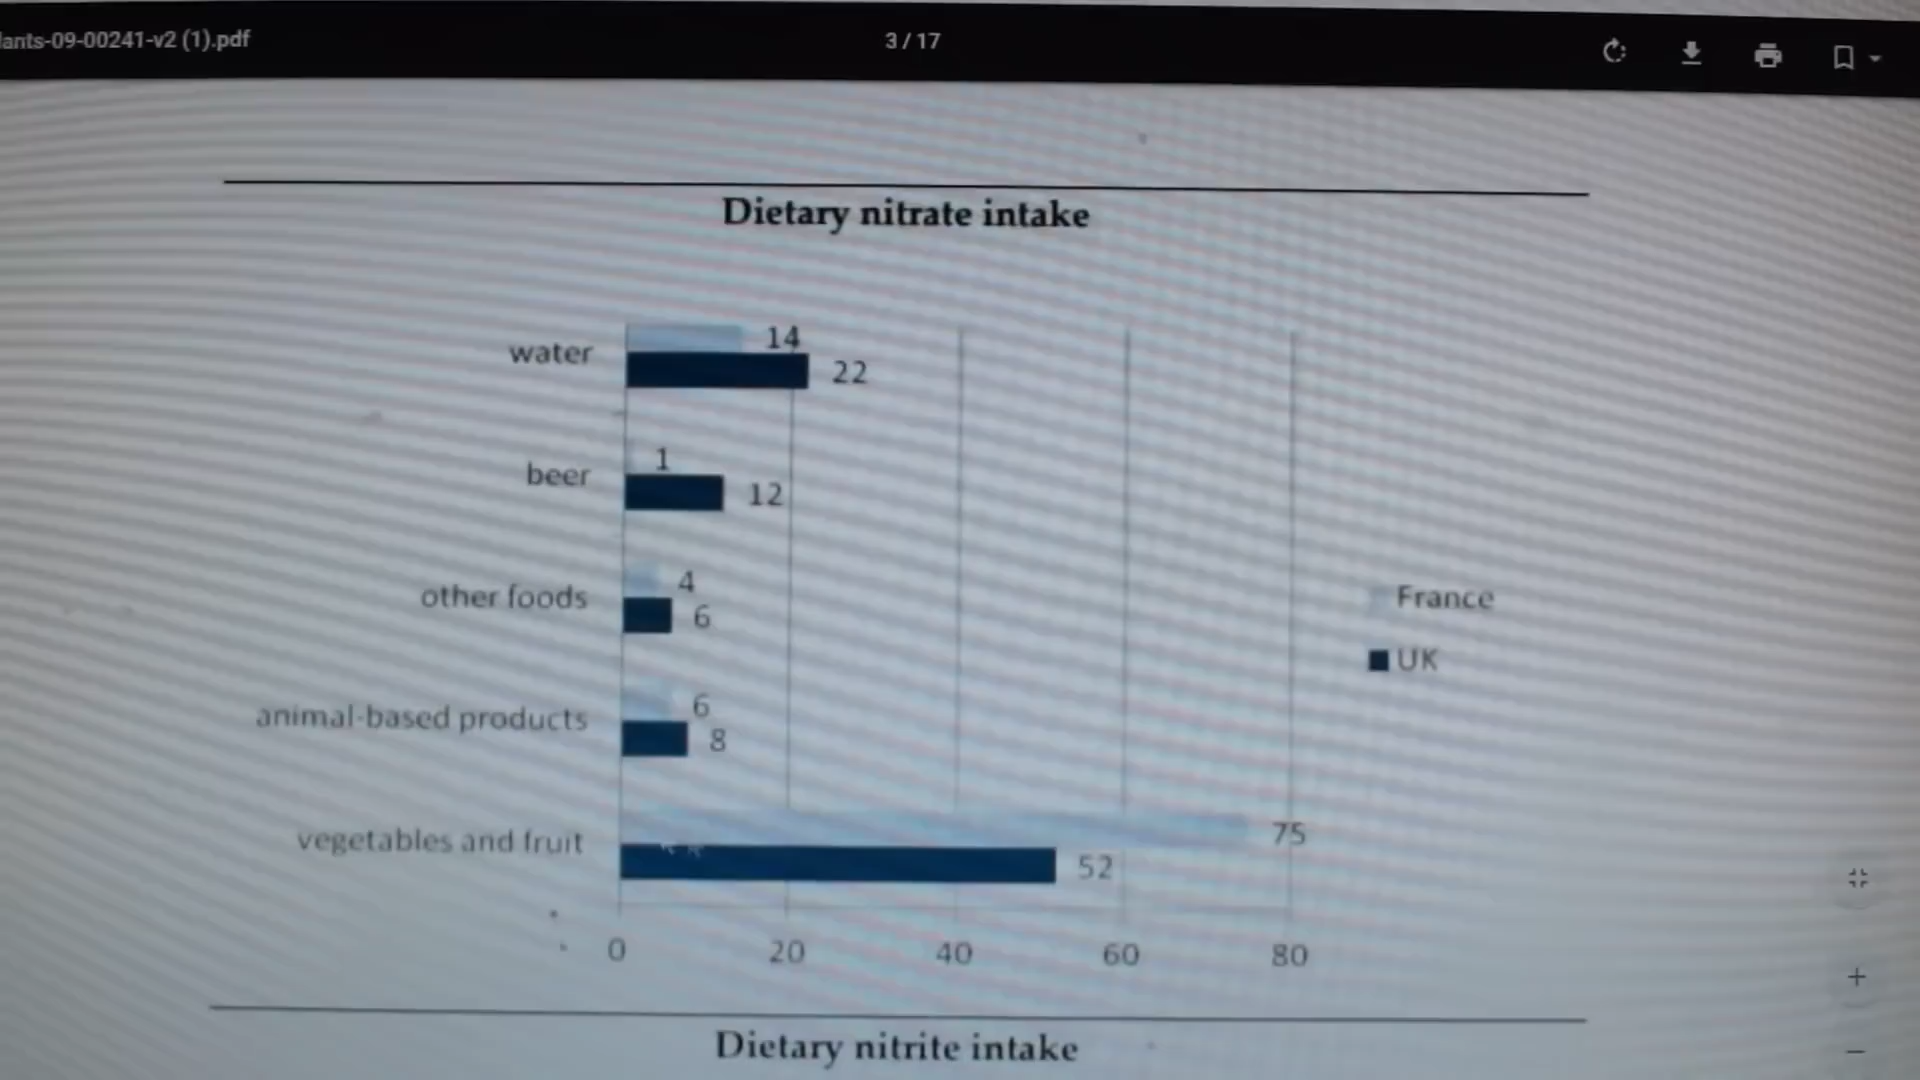 lants-09-00241-v2 (1).pdf
3 / 17
Dietary nitrate intake
water
14
22
beer
1
12
other foods
4
6
animal-based products
6
8
vegetables and fruit
75
52
0 20 40 60 80
France
UK
Dietary nitrite intake